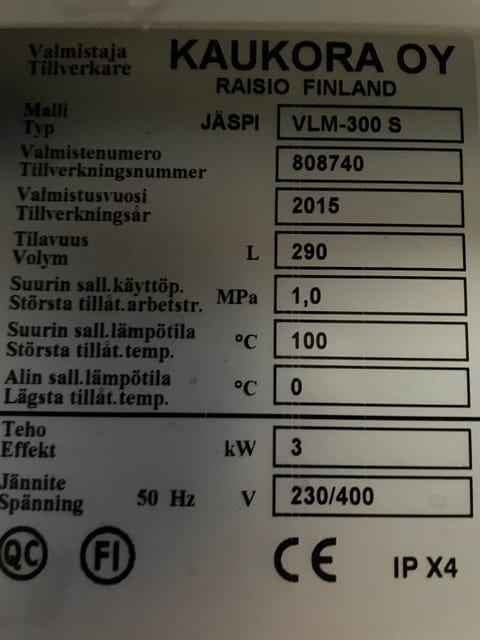 Valmistaja
Tillverkare
KAUKORA OY
RAISIO FINLAND
Malli
Typ
JÄSPI
VLM-300 S
Valmistenumero
Tillverkningsnummer
808740
Valmistusvuosi
Tillverkningsår
2015
Tilavuus
Volym
L
290
Suurin sall.käyttöp.
Största tillåt.arbetstr.
MPa
1,0
Suurin sall.lämpötila
Största tillåt.temp.
°C
100
Alin sall.lämpötila
Lägsta tillåt.temp.
°C
0
Teho
Effekt
kW
3
Jännite
Spänning
50 Hz
V
230/400
QC
FI
CE
IP X4